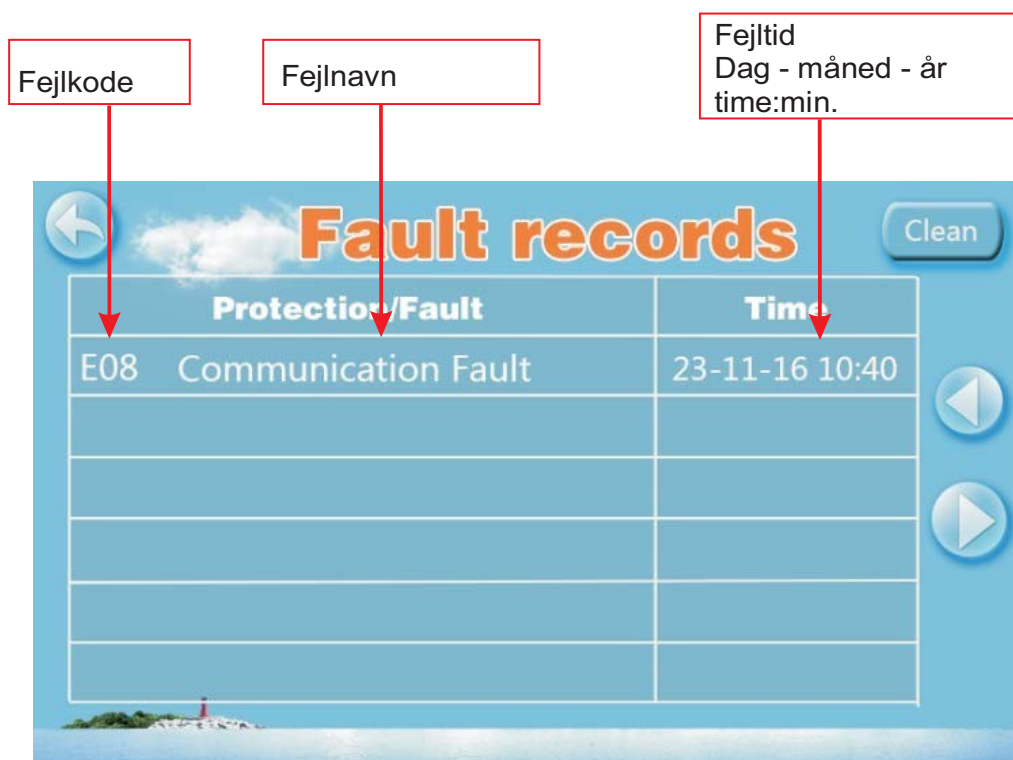 Fejlkode
Fejlnavn
Fejltid
Dag - måned - år
time:min.
Fault records
Clean
Protection/Fault
Time
E08 Communication Fault
23-11-16 10:40